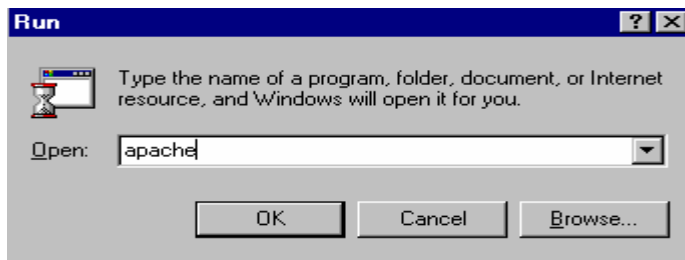 Run
Type the name of a program, folder, document, or Internet
resource, and Windows will open it for you.
Open: apache
OK Cancel Browse...